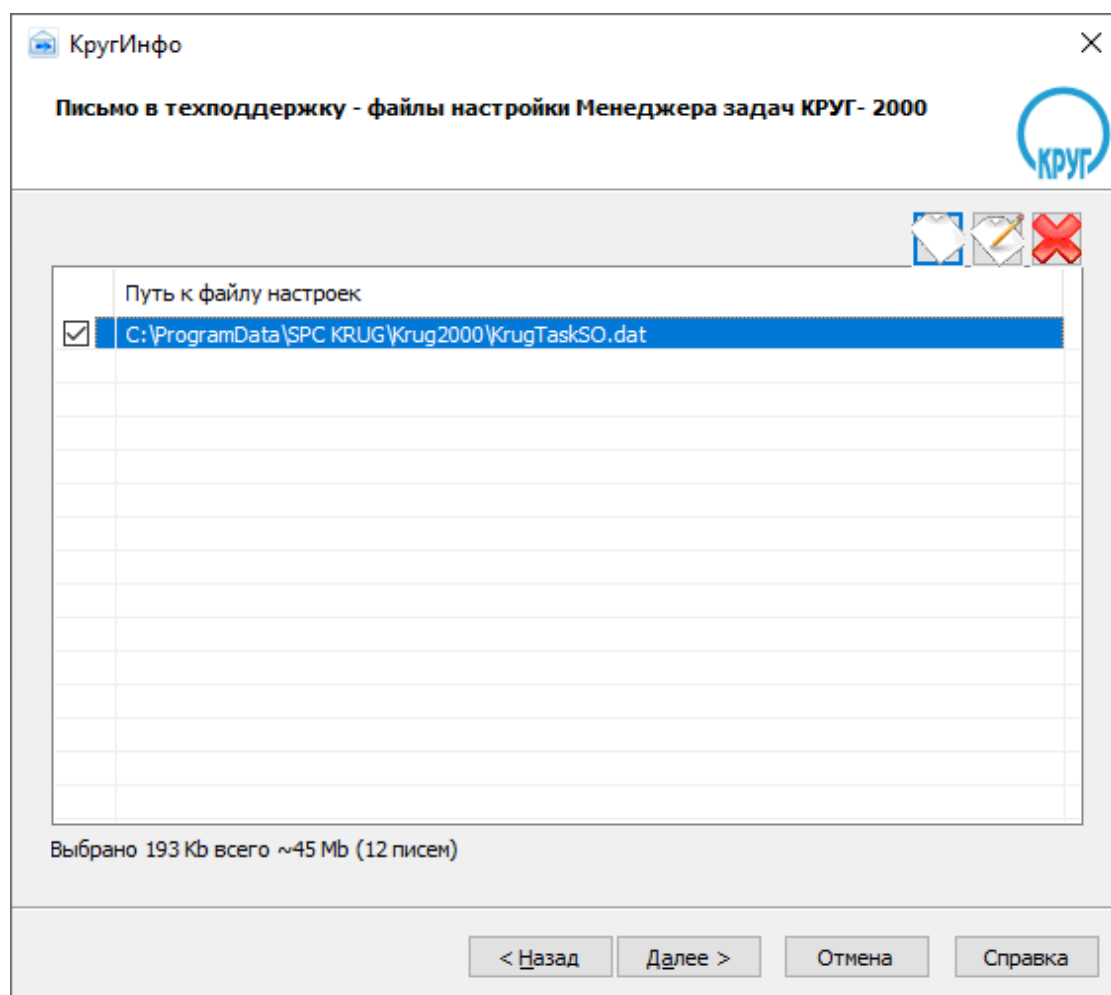 КругИнфо
Письмо в техподдержку - файлы настройки Менеджера задач КРУГ- 2000
КРУГ
Путь к файлу настроек
C:\ProgramData\SPC KRUG\Krug2000\KrugTaskSO.dat
Выбрано 193 Kb всего ~45 Mb (12 писем)
< Назад Далее > Отмена Справка